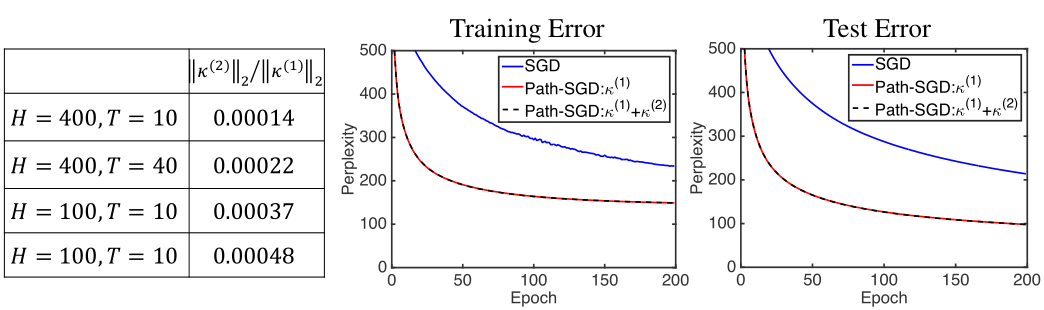 ‖κ⁽²⁾‖₂/‖κ⁽¹⁾‖₂
H = 400, T = 10 0.00014
H = 400, T = 40 0.00022
H = 100, T = 10 0.00037
H = 100, T = 10 0.00048
Training Error
500
400
300
200
100
0
Perplexity
SGD
Path-SGD:κ⁽¹⁾
Path-SGD:κ⁽¹⁾+κ⁽²⁾
0 50 100 150 200
Epoch
Test Error
500
400
300
200
100
0
Perplexity
SGD
Path-SGD:κ⁽¹⁾
Path-SGD:κ⁽¹⁾+κ⁽²⁾
0 50 100 150 200
Epoch